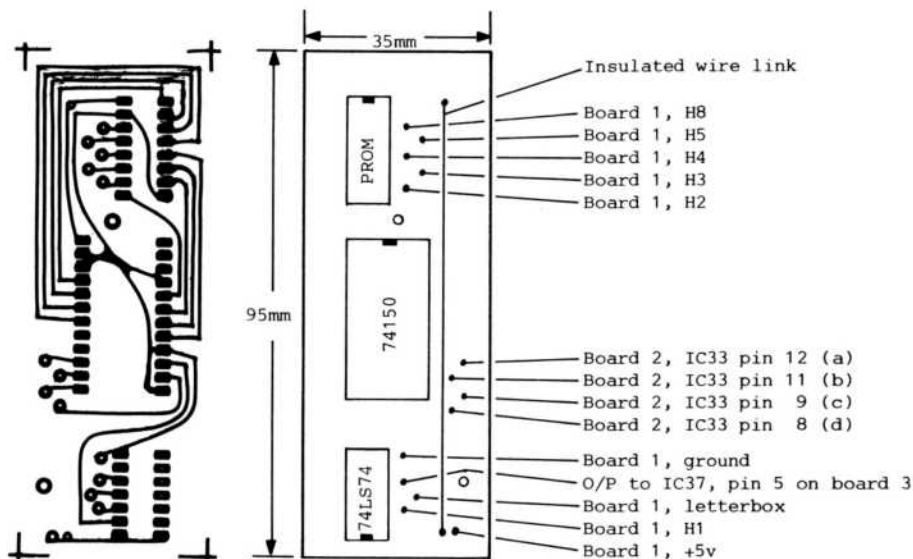 35mm
Insulated wire link
Board 1, H8
Board 1, H5
Board 1, H4
Board 1, H3
Board 1, H2
PROM
95mm
74150
Board 2, IC33 pin 12 (a)
Board 2, IC33 pin 11 (b)
Board 2, IC33 pin 9 (c)
Board 2, IC33 pin 8 (d)
74LS74
Board 1, ground
O/P to IC37, pin 5 on board 3
Board 1, letterbox
Board 1, H1
Board 1, +5v